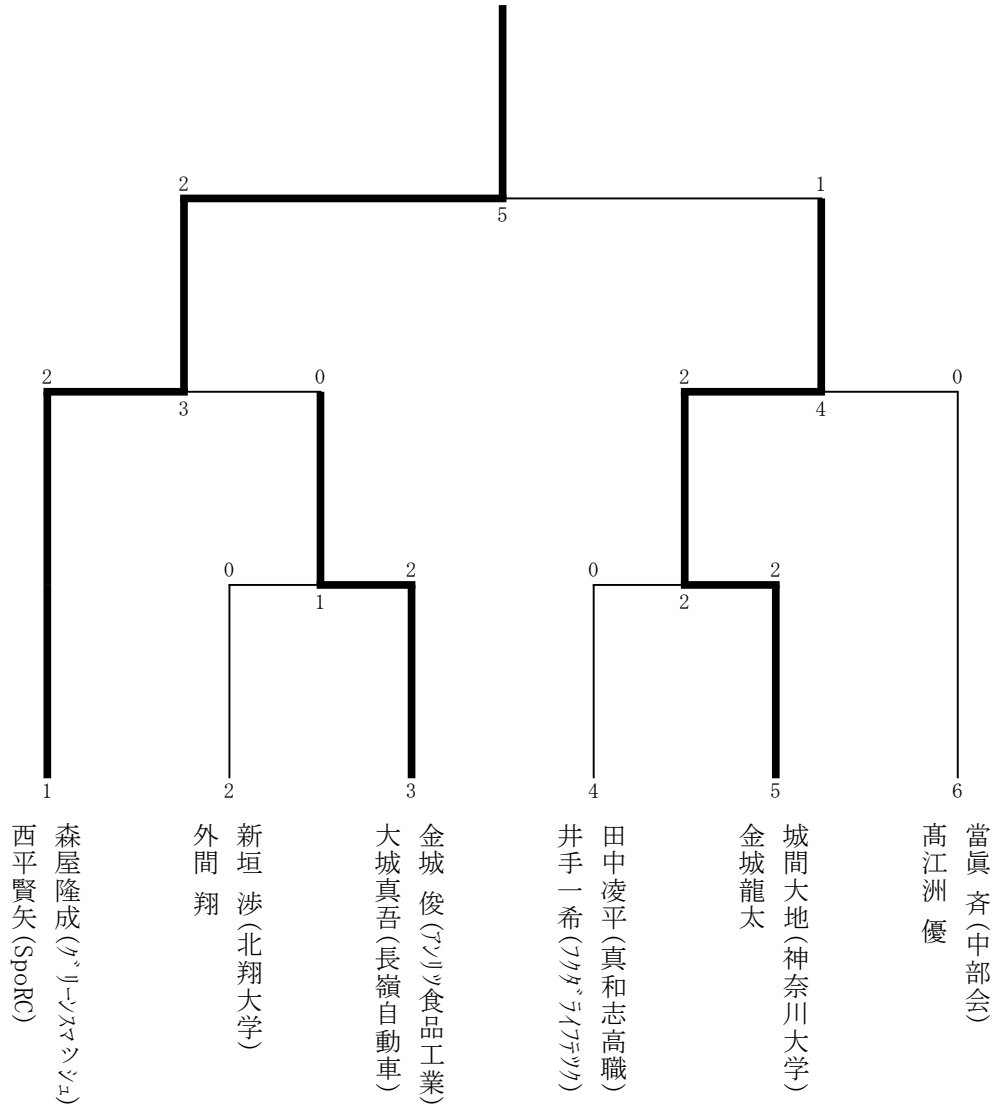 2
1
5
2
0
3
2
0
4
0
2
1
0
2
2
1
2
3
4
5
6
森屋隆成(グリーンスマッシュ)
西平賢矢(SpoRC)
新垣 渉(北翔大学)
外間 翔
金城 俊(アンリツ食品工業)
大城真吾(長嶺自動車)
田中凌平(真和志高職)
井手一希(フクダライフテック)
城間大地(神奈川大学)
金城龍太
當眞 斉(中部会)
髙江洲 優